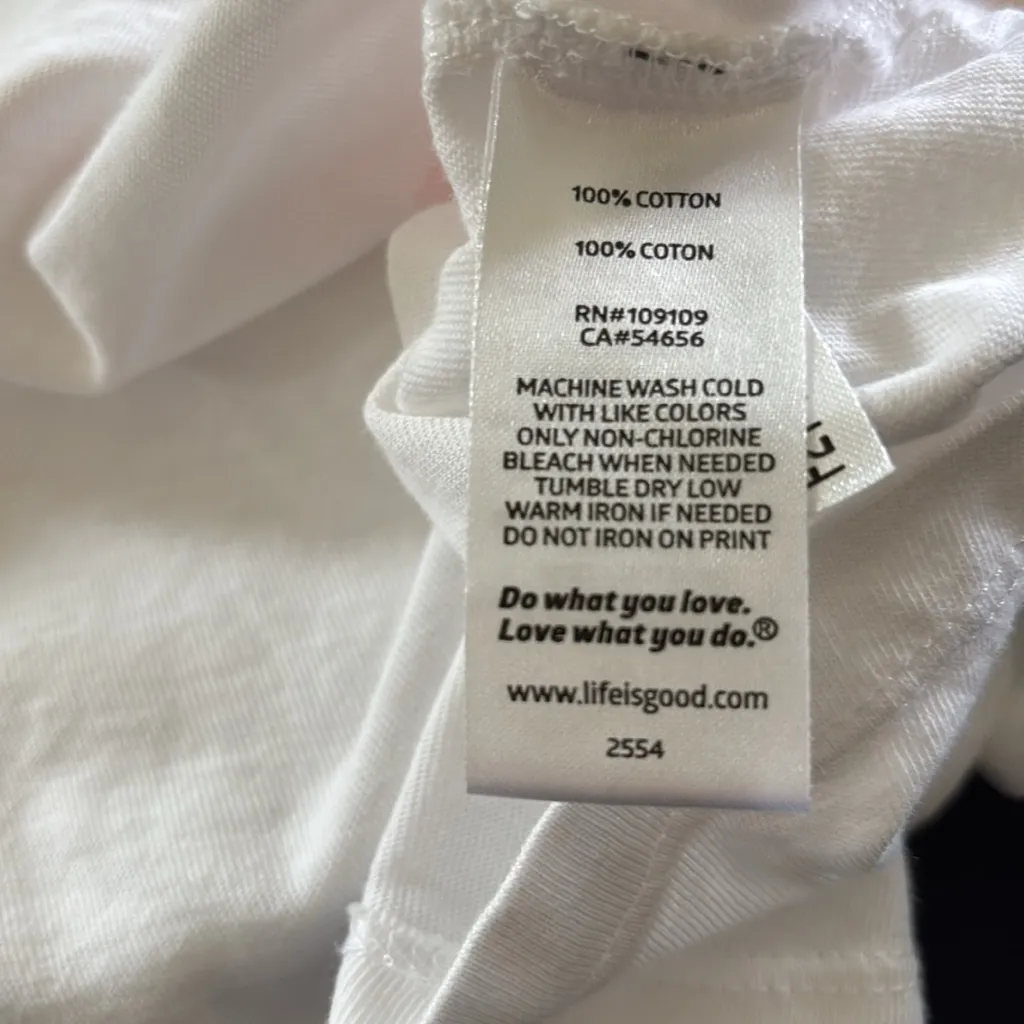 100% COTTON
100% COTON
RN#109109
CA#54656
MACHINE WASH COLD
WITH LIKE COLORS
ONLY NON-CHLORINE
BLEACH WHEN NEEDED
TUMBLE DRY LOW
WARM IRON IF NEEDED
DO NOT IRON ON PRINT
Do what you love.
Love what you do.®
www.lifeisgood.com
2554